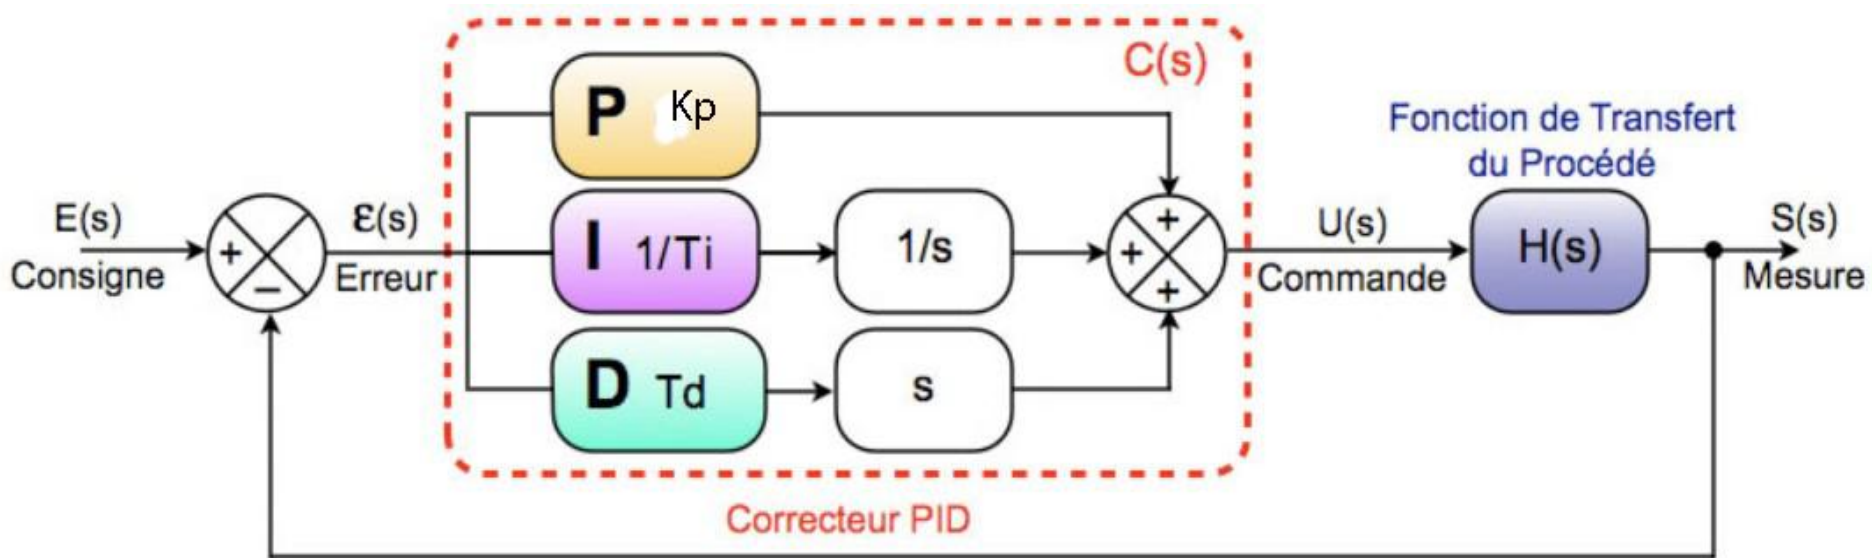 C(s)
P Kp
Fonction de Transfert
du Procédé
E(s)
Consigne
+
−
ε(s)
Erreur
I 1/Ti
1/s
+
+
+
U(s)
Commande
H(s)
S(s)
Mesure
D Td
s
Correcteur PID